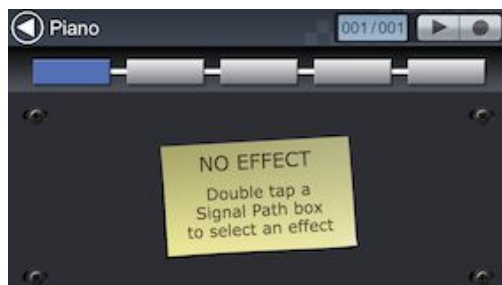 Piano
001/001
NO EFFECT
Double tap a
Signal Path box
to select an effect